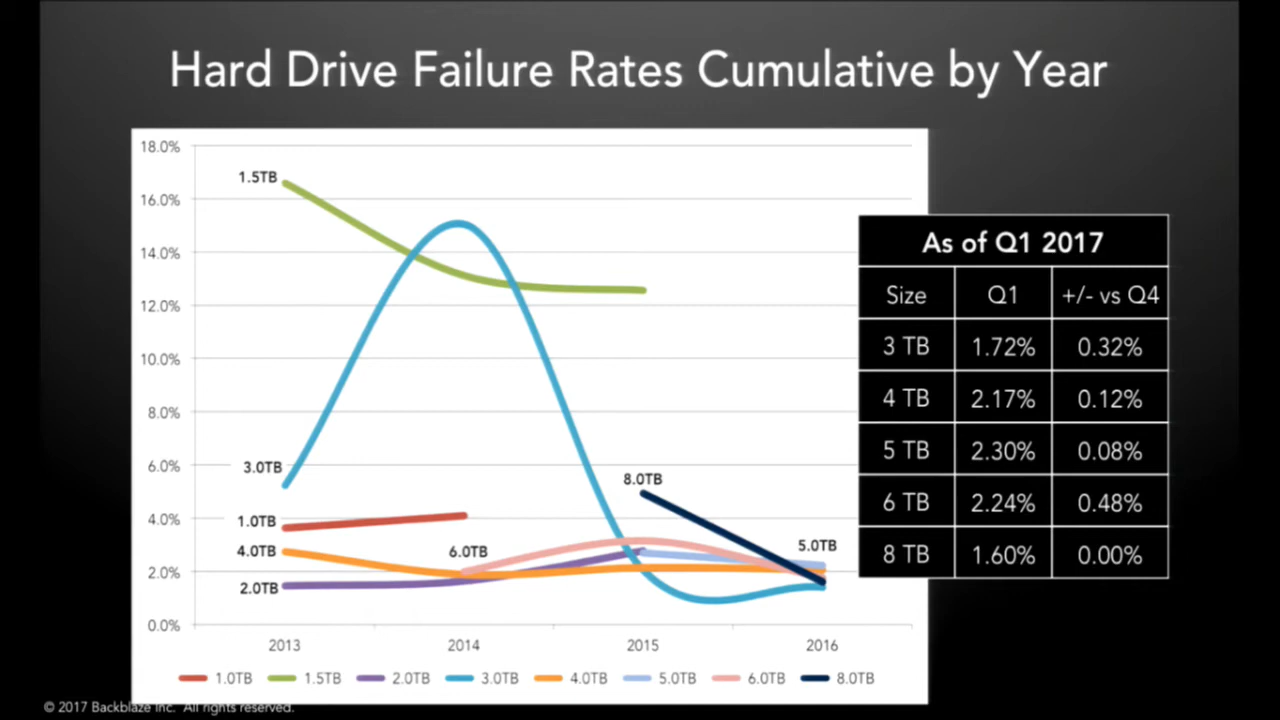 Hard Drive Failure Rates Cumulative by Year
18.0%
16.0%
14.0%
12.0%
10.0%
8.0%
6.0%
4.0%
2.0%
0.0%
1.5TB
3.0TB
1.0TB
4.0TB
2.0TB
6.0TB
8.0TB
5.0TB
2013 2014 2015 2016
1.0TB 1.5TB 2.0TB 3.0TB 4.0TB 5.0TB 6.0TB 8.0TB
As of Q1 2017
Size Q1 +/- vs Q4
3 TB 1.72% 0.32%
4 TB 2.17% 0.12%
5 TB 2.30% 0.08%
6 TB 2.24% 0.48%
8 TB 1.60% 0.00%
© 2017 Backblaze Inc. All rights reserved.